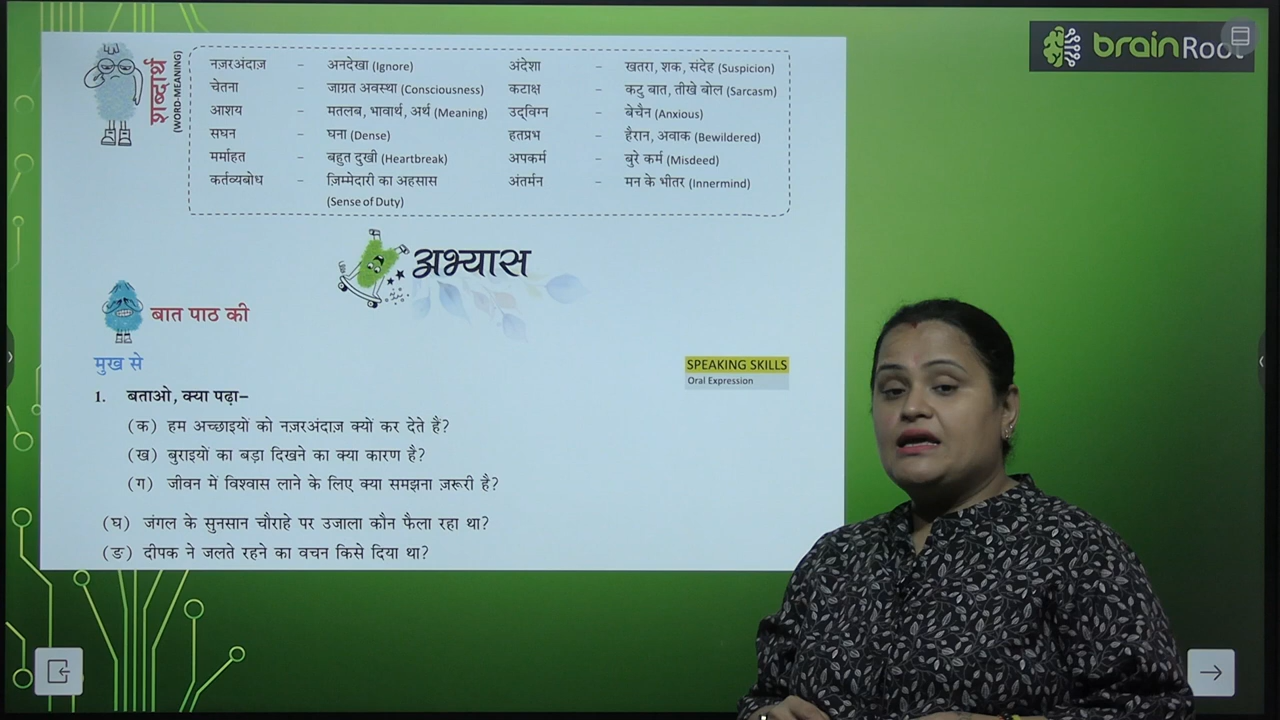 brainRoot
शब्दार्थ
(WORD-MEANING)
नज़रअंदाज़ – अनदेखा (Ignore) अंदेशा – खतरा, शक, संदेह (Suspicion)
चेतना – जाग्रत अवस्था (Consciousness) कटाक्ष – कटु बात, तीखे बोल (Sarcasm)
आशय – मतलब, भावार्थ, अर्थ (Meaning) उद्‌विग्न – बेचैन (Anxious)
सघन – घना (Dense) हतप्रभ – हैरान, अवाक (Bewildered)
मर्माहत – बहुत दुखी (Heartbreak) अपकर्म – बुरे कर्म (Misdeed)
कर्तव्यबोध – ज़िम्मेदारी का अहसास अंतर्मन – मन के भीतर (Innermind)
(Sense of Duty)
अभ्यास
बात पाठ की
मुख से
SPEAKING SKILLS
Oral Expression
1. बताओ, क्या पढ़ा–
(क) हम अच्छाइयों को नज़रअंदाज़ क्यों कर देते हैं?
(ख) बुराइयों का बड़ा दिखने का क्या कारण है?
(ग) जीवन में विश्वास लाने के लिए क्या समझना ज़रूरी है?
(घ) जंगल के सुनसान चौराहे पर उजाला कौन फैला रहा था?
(ङ) दीपक ने जलते रहने का वचन किसे दिया था?